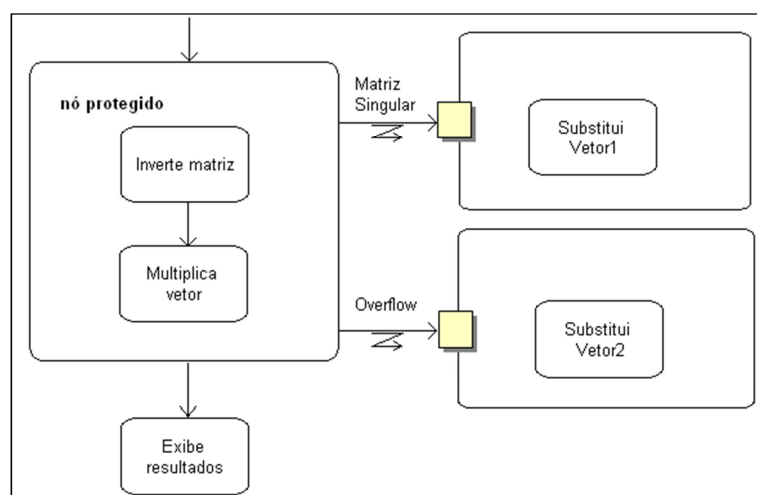 nó protegido
Inverte matriz
Multiplica
vetor
Exibe
resultados
Matriz
Singular
Substitui
Vetor1
Overflow
Substitui
Vetor2